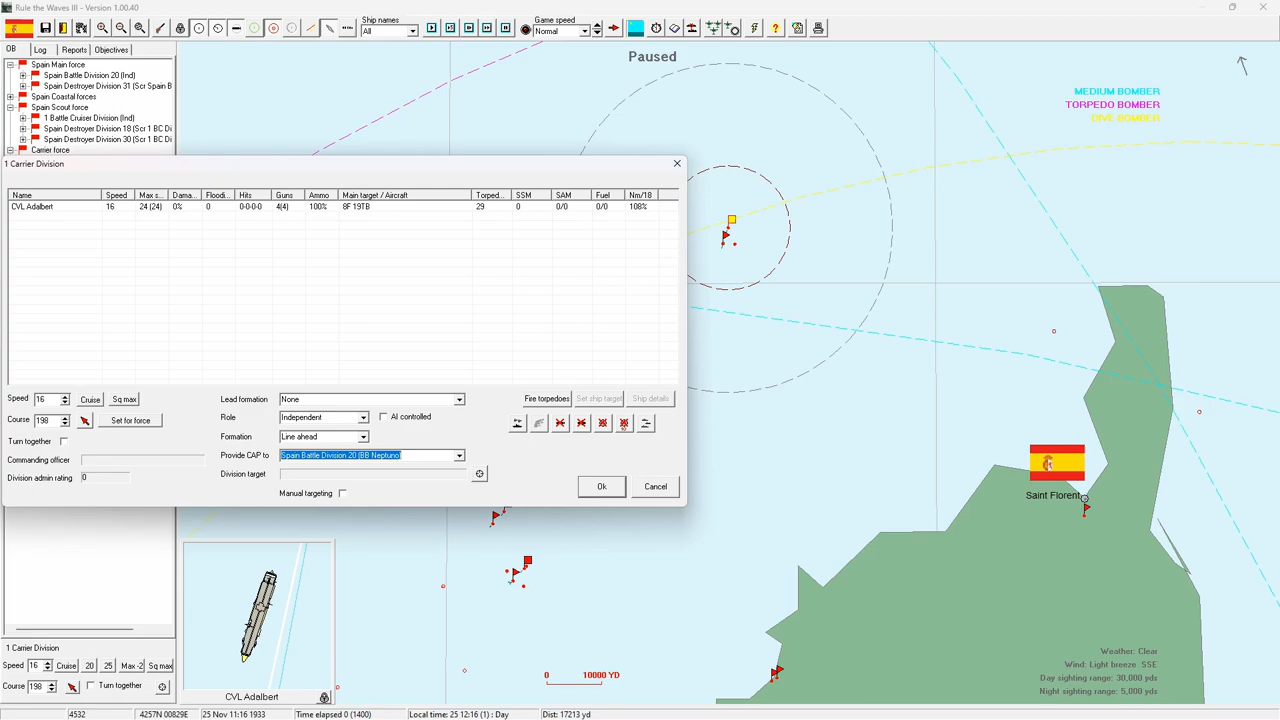 Rule the Waves III - Version 1.00.40
Ship names
All
Game speed
Normal
OB Log Reports Objectives
Spain Main force
Spain Battle Division 20 (Ind)
Spain Destroyer Division 31 (Scr Spain B
Spain Coastal forces
Spain Scout force
1 Battle Cruiser Division (Ind)
Spain Destroyer Division 18 (Scr 1 BC Di
Spain Destroyer Division 30 (Scr 1 BC Di
Carrier force
Paused
MEDIUM BOMBER
TORPEDO BOMBER
DIVE BOMBER
1 Carrier Division
Name Speed Max s... Dama... Floodi... Hits Guns Ammo Main target / Aircraft Torped... SSM SAM Fuel Nm/18
CVL Adalbert 16 24 (24) 0% 0 0-0-0-0 4(4) 100% 8F 19TB 29 0 0/0 0/0 108%
Speed 16 Cruise Sq max
Course 198 Set for force
Turn together
Commanding officer
Division admin rating 0
Lead formation None
Role Independent AI controlled
Formation Line ahead
Provide CAP to Spain Battle Division 20 (BB Neptuno)
Division target
Manual targeting
Fire torpedoes Set ship target Ship details
Ok Cancel
Saint Florent
CVL Adalbert
0 10000 YD
Weather: Clear
Wind: Light breeze SSE
Day sighting range: 30,000 yds
Night sighting range: 5,000 yds
1 Carrier Division
Speed 16 Cruise 20 25 Max -2 Sq max
Course 198 Turn together
4532 4257N 00829E 25 Nov 11:16 1933 Time elapsed 0 (1400) Local time: 25 12:16 (1) : Day Dist: 17213 yd